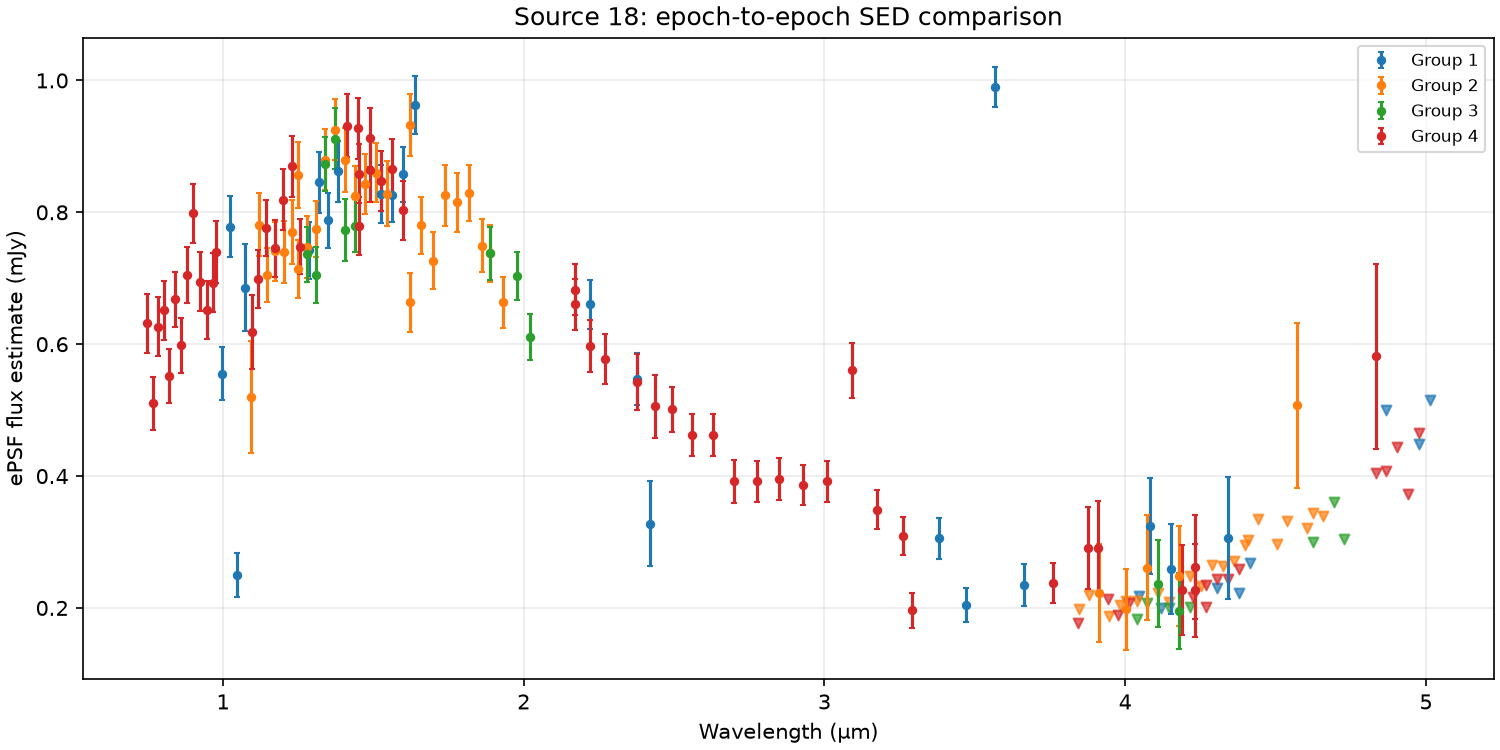 Source 18: epoch-to-epoch SED comparison
ePSF flux estimate (mJy)
1.0
0.8
0.6
0.4
0.2
Group 1
Group 2
Group 3
Group 4
1 2 3 4 5
Wavelength (μm)